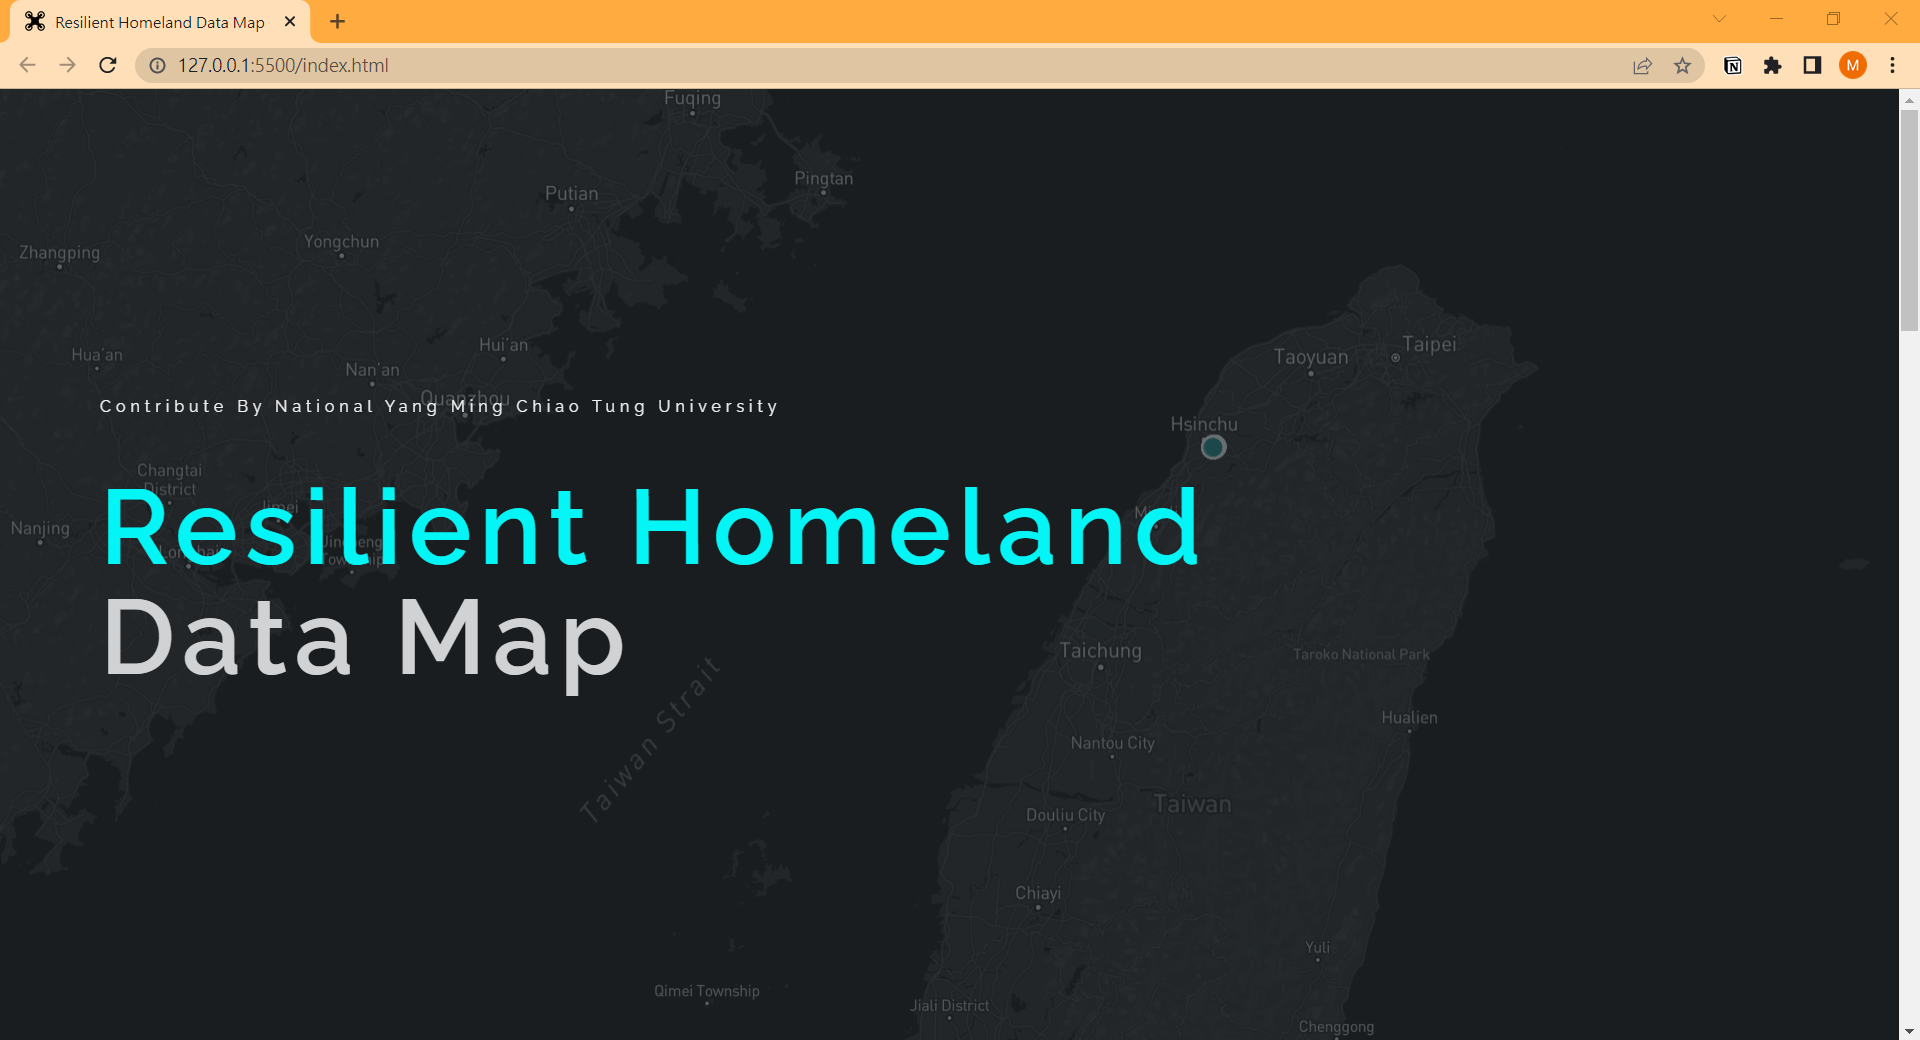 Resilient Homeland Data Map
127.0.0.1:5500/index.html
N
M
Fuqing
Pingtan
Putian
Yongchun
Zhangping
Hui'an
Hua'an
Nan'an
Quanzhou
Taipei
Taoyuan
Contribute By National Yang Ming Chiao Tung University
Hsinchu
Changtai
District
Jimei
Nanjing
Resilient Homeland
Data Map
Taichung
Taroko National Park
Taiwan Strait
Hualien
Nantou City
Taiwan
Douliu City
Chiayi
Yuli
Qimei Township
Jiali District
Chenggong